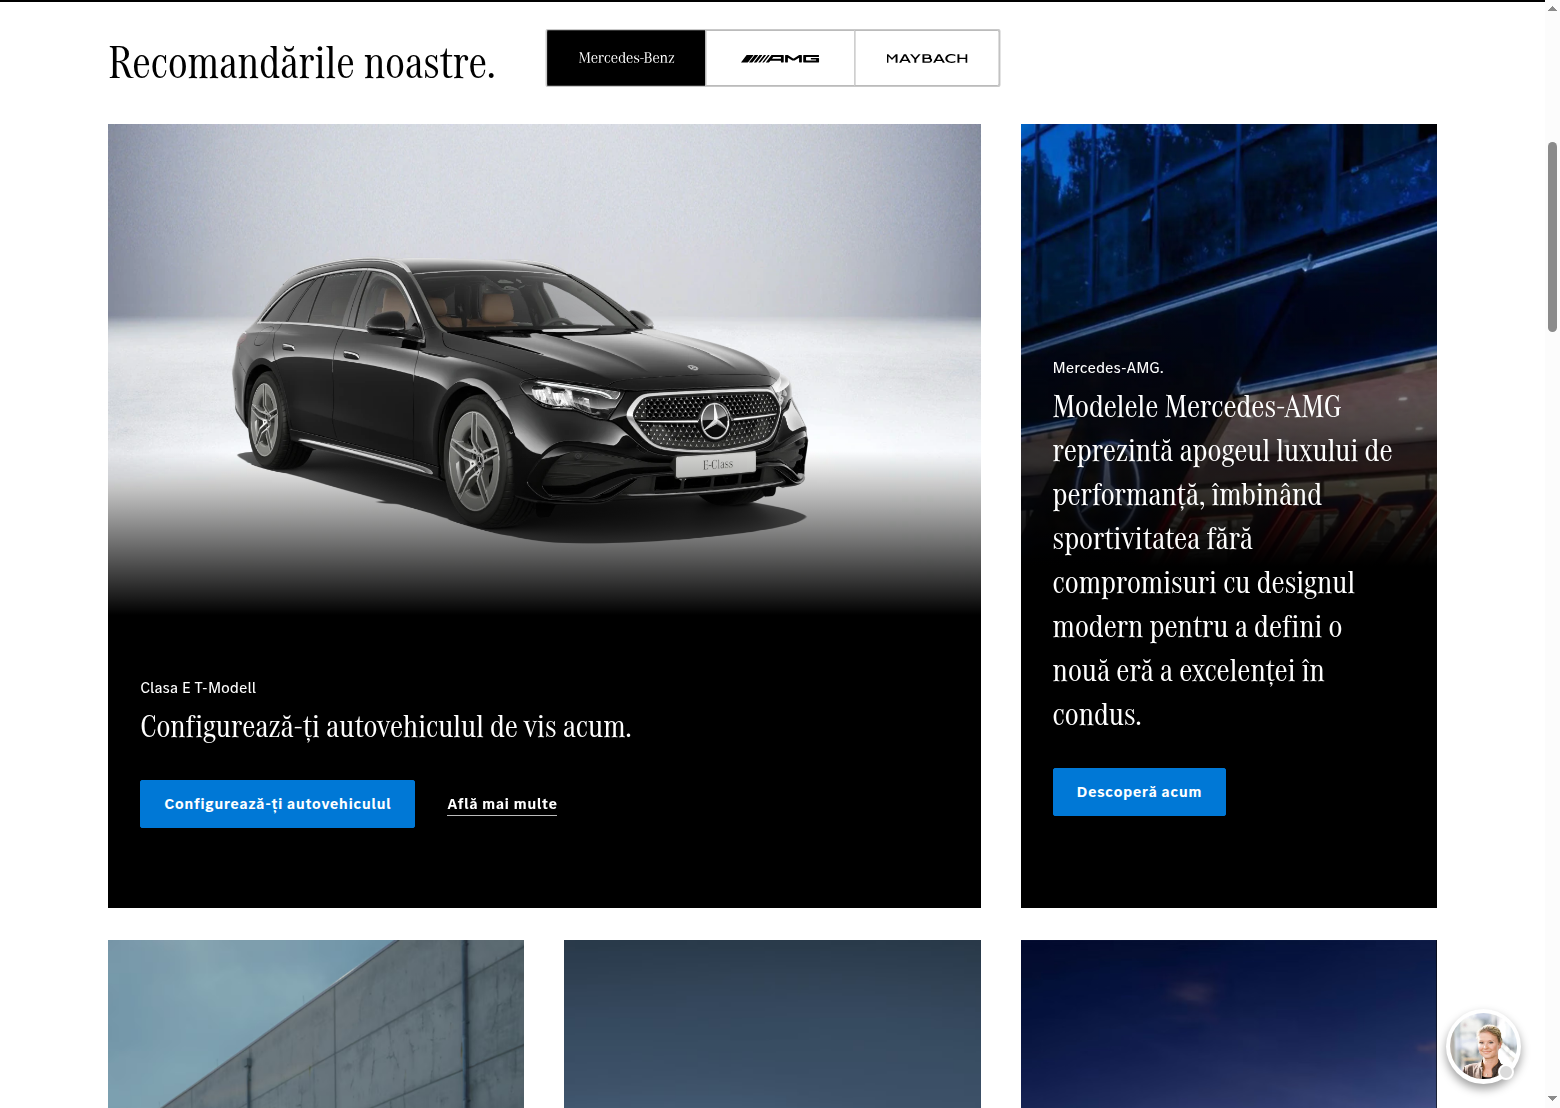 Recomandările noastre.
Mercedes-Benz
AMG
MAYBACH
E-Class
Clasa E T-Modell
Configurează-ți autovehiculul de vis acum.
Configurează-ți autovehiculul
Află mai multe
Mercedes-AMG.
Modelele Mercedes-AMG
reprezintă apogeul luxului de
performanță, îmbinând
sportivitatea fără
compromisuri cu designul
modern pentru a defini o
nouă eră a excelenței în
condus.
Descoperă acum